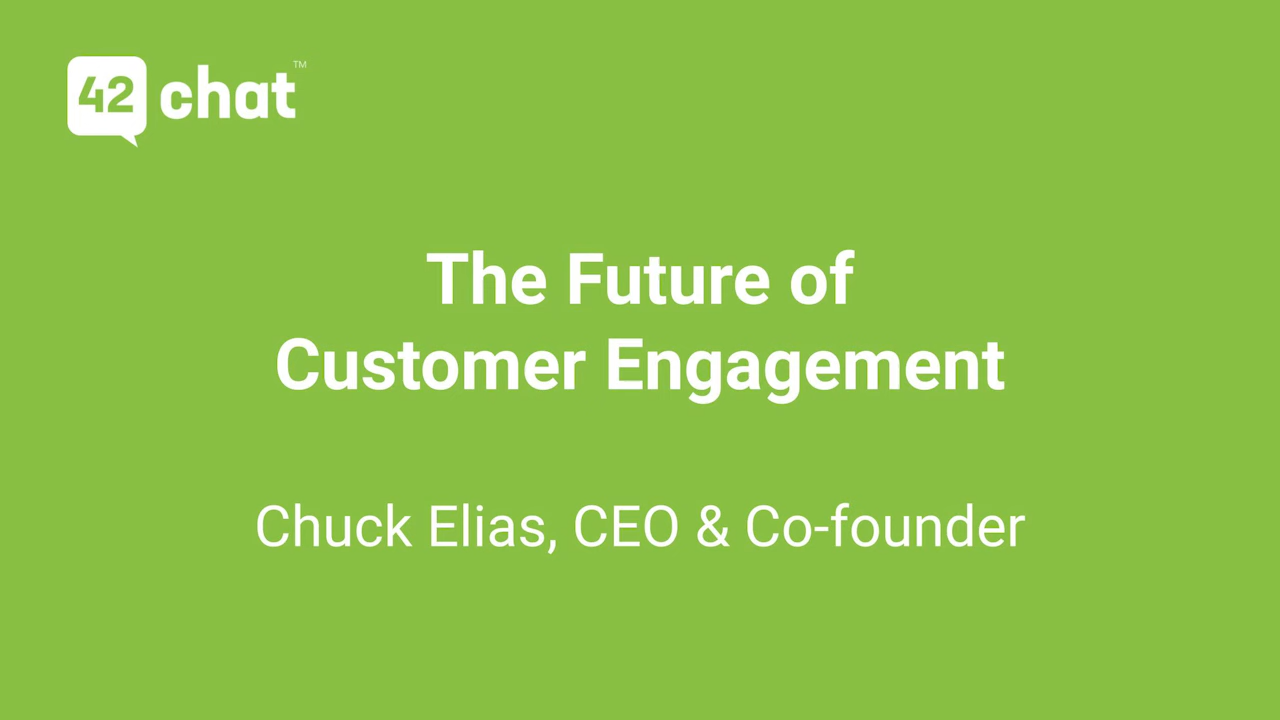 42 chat™
The Future of
Customer Engagement
Chuck Elias, CEO & Co-founder